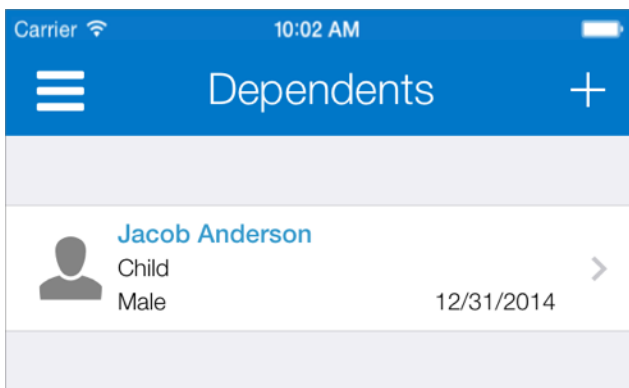 Carrier 10:02 AM
Dependents
Jacob Anderson
Child
Male 12/31/2014